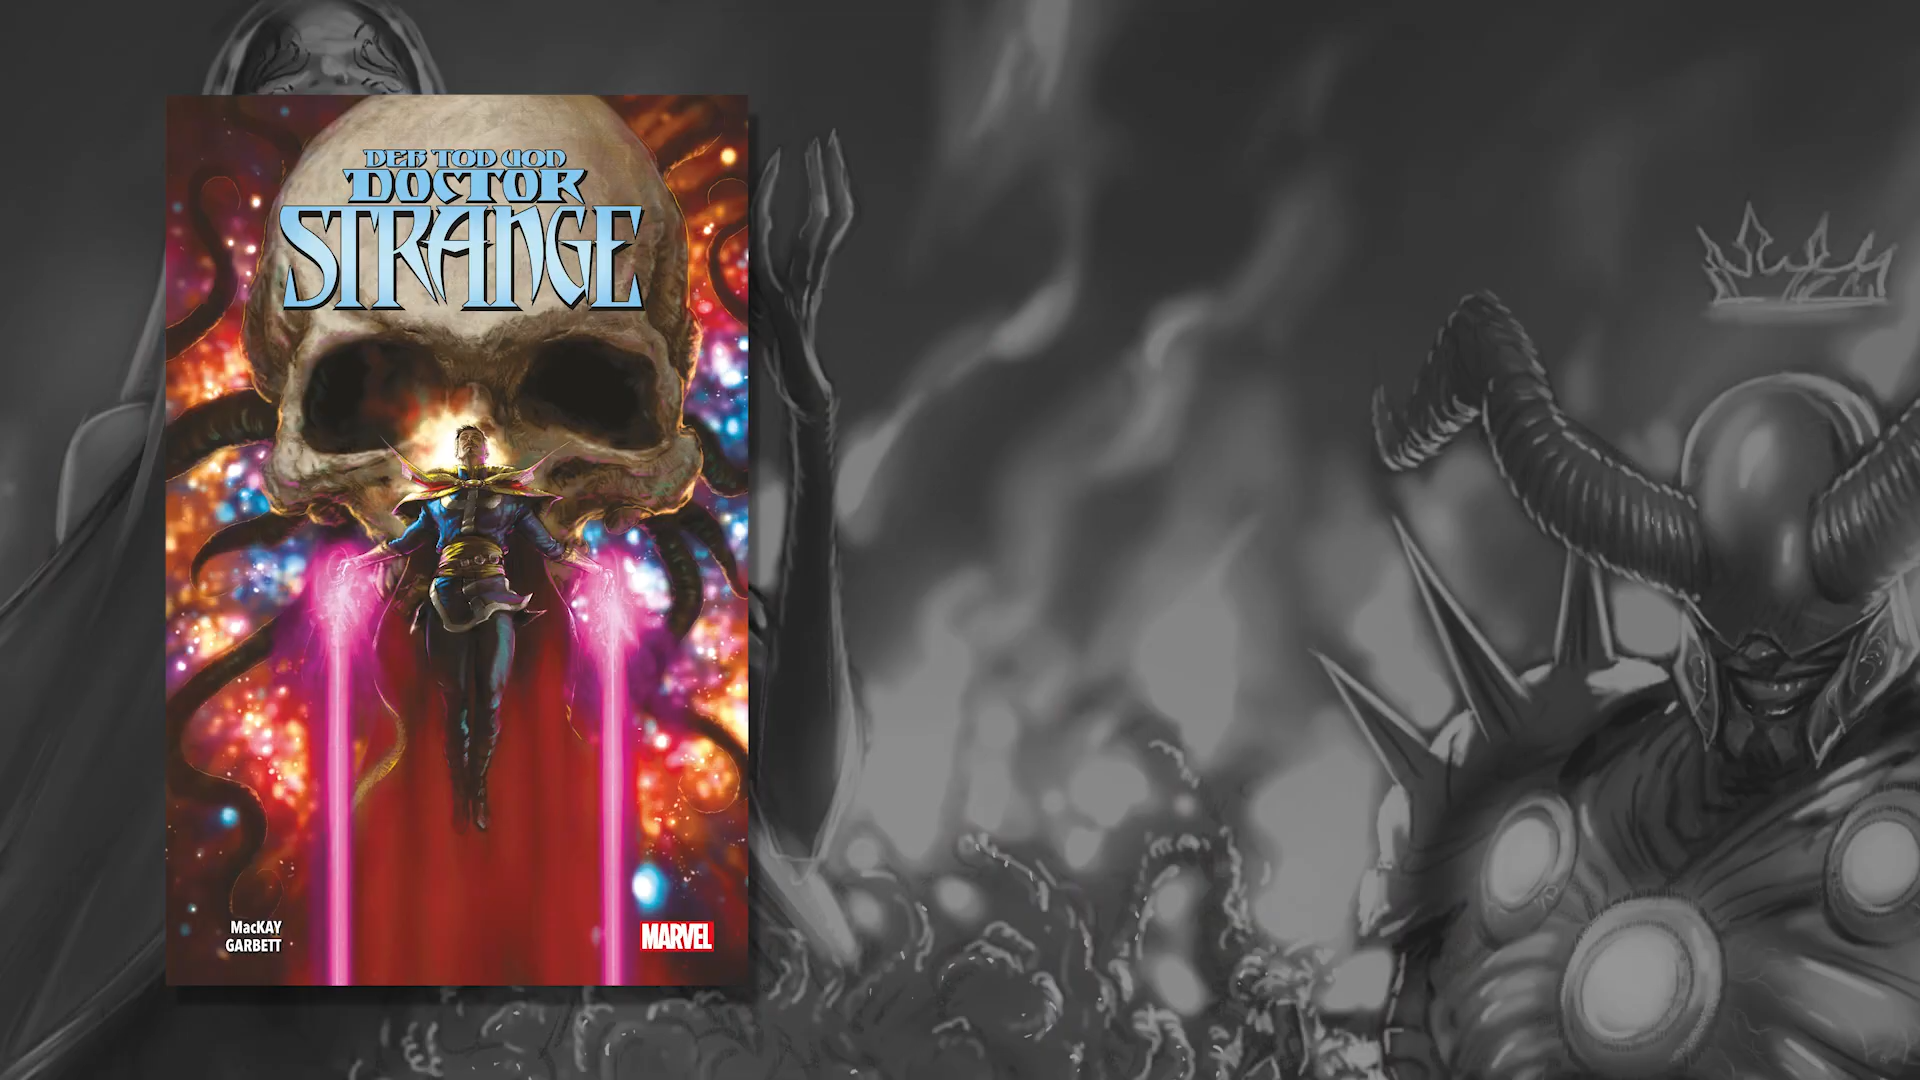 DER TOD VON
DOCTOR
STRANGE
MacKAY
GARBETT
MARVEL